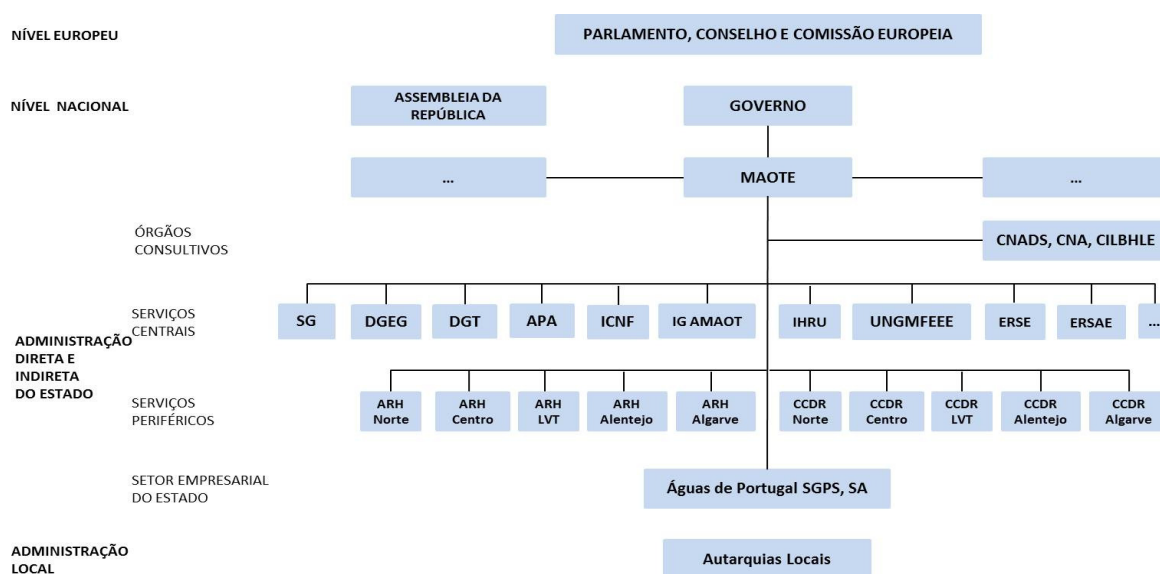 NÍVEL EUROPEU
PARLAMENTO, CONSELHO E COMISSÃO EUROPEIA
NÍVEL NACIONAL
ASSEMBLEIA DA
REPÚBLICA
GOVERNO
...
MAOTE
...
ÓRGÃOS
CONSULTIVOS
CNADS, CNA, CILBHLE
ADMINISTRAÇÃO
DIRETA E
INDIRETA
DO ESTADO
SERVIÇOS
CENTRAIS
SG
DGEG
DGT
APA
ICNF
IG AMAOT
IHRU
UNGMFEEE
ERSE
ERSAE
...
SERVIÇOS
PERIFÉRICOS
ARH
Norte
ARH
Centro
ARH
LVT
ARH
Alentejo
ARH
Algarve
CCDR
Norte
CCDR
Centro
CCDR
LVT
CCDR
Alentejo
CCDR
Algarve
SETOR EMPRESARIAL
DO ESTADO
Águas de Portugal SGPS, SA
ADMINISTRAÇÃO
LOCAL
Autarquias Locais